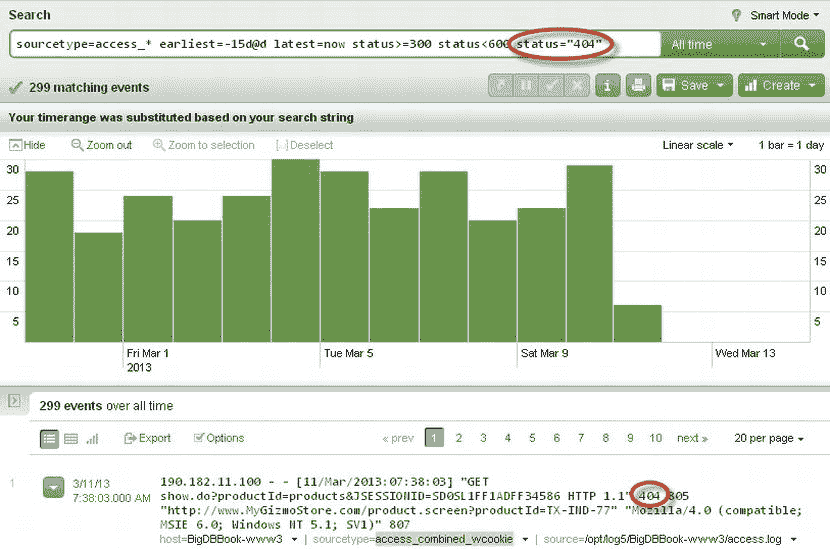 Search
Smart Mode
sourcetype=access_* earliest=-15d@d latest=now status>=300 status<600 status="404"
All time
299 matching events
Save
Create
Your timerange was substituted based on your search string
Hide
Zoom out
Zoom to selection
Deselect
Linear scale
1 bar = 1 day
30
30
25
25
20
20
15
15
10
10
5
5
Fri Mar 1
2013
Tue Mar 5
Sat Mar 9
Wed Mar 13
299 events over all time
Export
Options
« prev 1 2 3 4 5 6 7 8 9 10 next »
20 per page
1
3/11/13
7:38:03.000 AM
190.182.11.100 - - [11/Mar/2013:07:38:03] "GET
show.do?productId=products&JSESSIONID=SD0SL1FF1ADFF34586 HTTP 1.1" 404 805
"http://www.MyGizmoStore.com/product.screen?productId=TX-IND-77" "Mozilla/4.0 (compatible;
MSIE 6.0; Windows NT 5.1; SV1)" 807
host=BigDBBook-www3 | sourcetype=access_combined_wcookie | source=/opt/log5/BigDBBook-www3/access.log